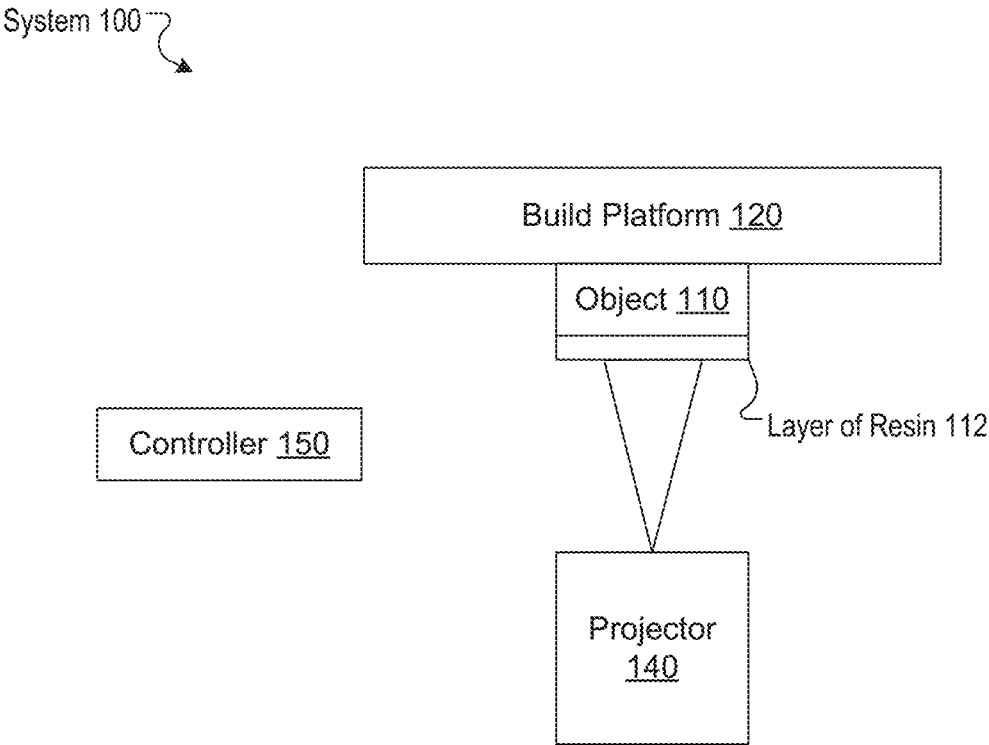 System 100
Build Platform 120
Object 110
Layer of Resin 112
Controller 150
Projector
140